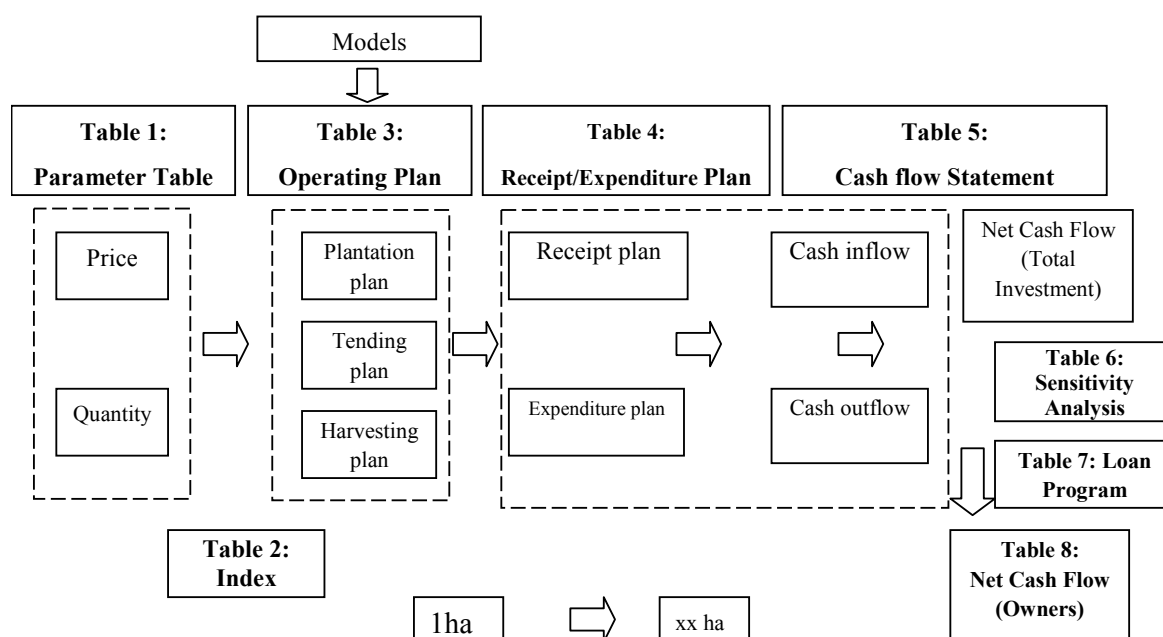 Models
Table 1:
Parameter Table
Table 3:
Operating Plan
Table 4:
Receipt/Expenditure Plan
Table 5:
Cash flow Statement
Price
Quantity
Plantation
plan
Tending
plan
Harvesting
plan
Receipt plan
Expenditure plan
Cash inflow
Cash outflow
Net Cash Flow
(Total
Investment)
Table 6:
Sensitivity
Analysis
Table 7: Loan
Program
Table 8:
Net Cash Flow
(Owners)
Table 2:
Index
1ha
xx ha